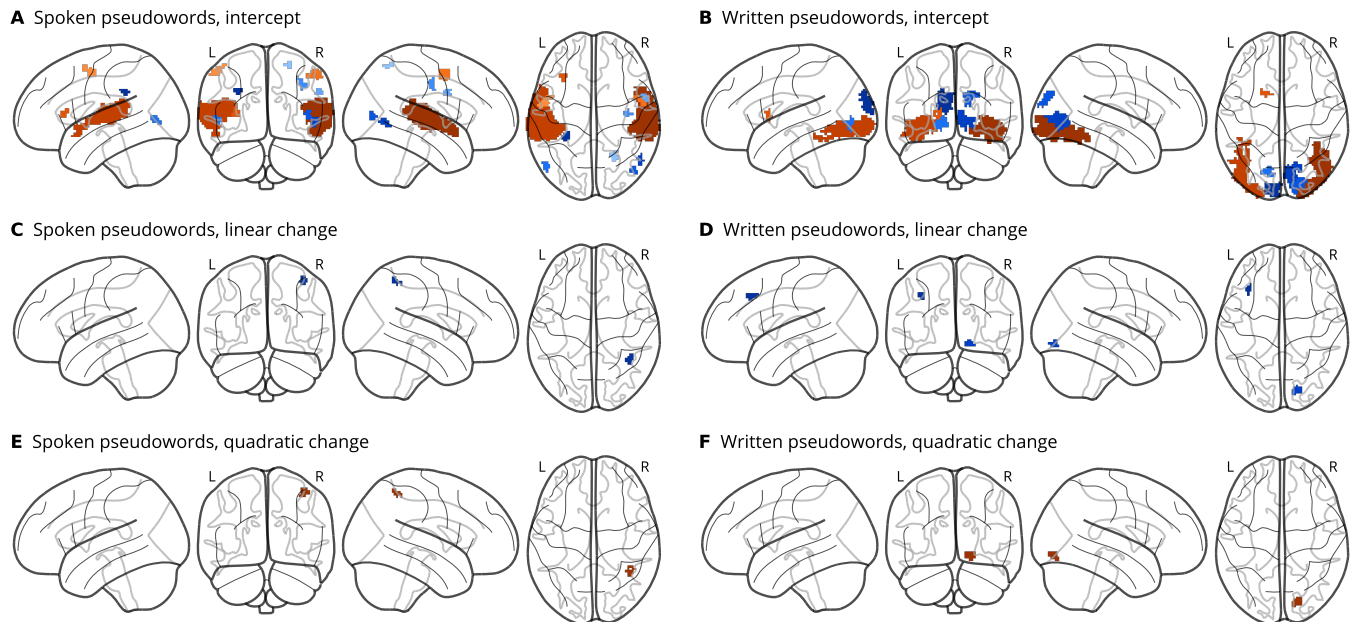 A Spoken pseudowords, intercept
L R L R
B Written pseudowords, intercept
L R L R
C Spoken pseudowords, linear change
L R L R
D Written pseudowords, linear change
L R L R
E Spoken pseudowords, quadratic change
L R L R
F Written pseudowords, quadratic change
L R L R